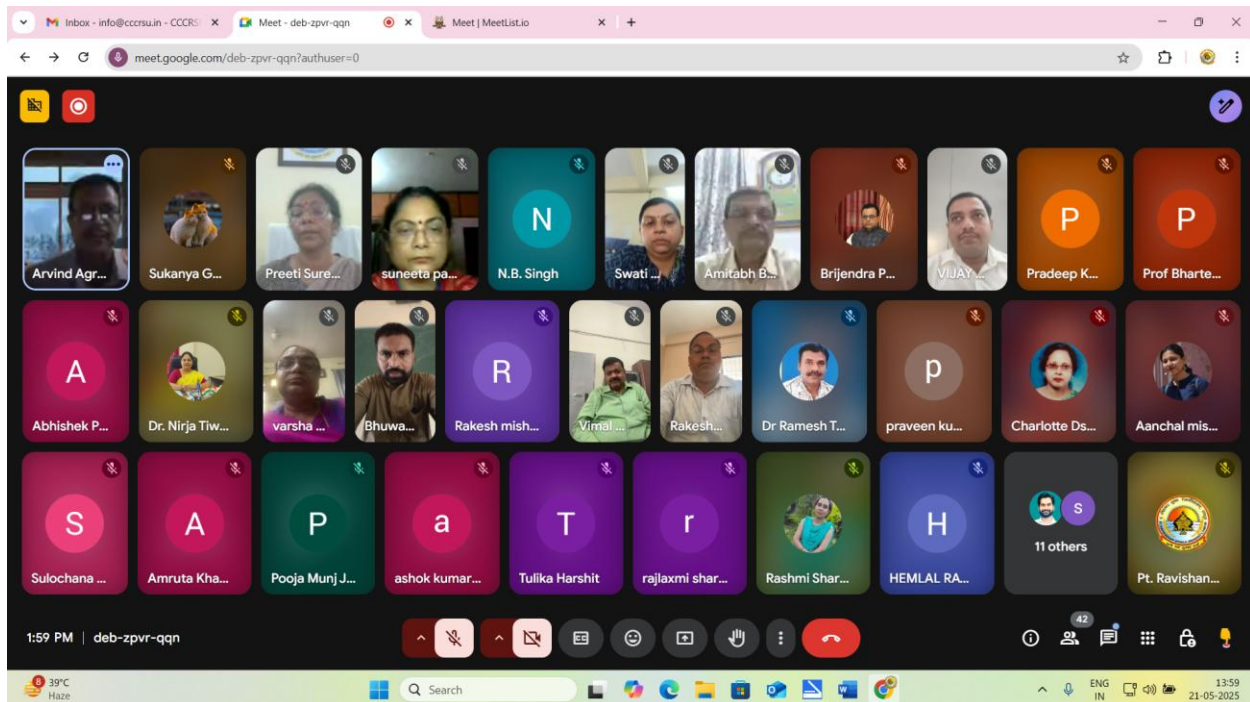 Inbox - info@cccrsu.in - CCCRS
Meet - deb-zpvr-qqn
Meet | MeetList.io
meet.google.com/deb-zpvr-qqn?authuser=0
Arvind Agr...
Sukanya G...
Preeti Sure...
suneeta pa...
N
N.B. Singh
Swati ...
Amitabh B...
Brijendra P...
VIJAY ...
P
Pradeep K...
P
Prof Bharte...
A
Abhishek P...
Dr. Nirja Tiw...
varsha ...
Bhuwa...
R
Rakesh mish...
Vimal ...
Rakesh...
Dr Ramesh T...
p
praveen ku...
Charlotte Ds...
Aanchal mis...
S
Sulochana ...
A
Amruta Kha...
P
Pooja Munj J...
a
ashok kumar...
T
Tulika Harshit
r
rajlaxmi shar...
Rashmi Shar...
H
HEMLAL RA...
S
11 others
Pt. Ravishan...
1:59 PM | deb-zpvr-qqn
CC
42
8
39°C
Haze
Search
ENG
IN
13:59
21-05-2025